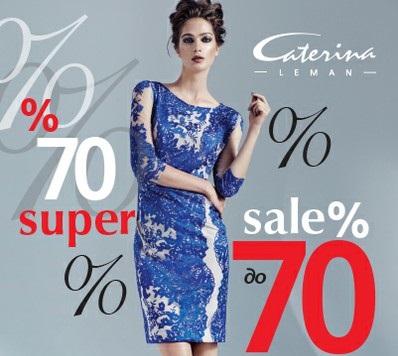 Caterina
LEMAN
%
%
%
70
%
super
sale%
%
до 70